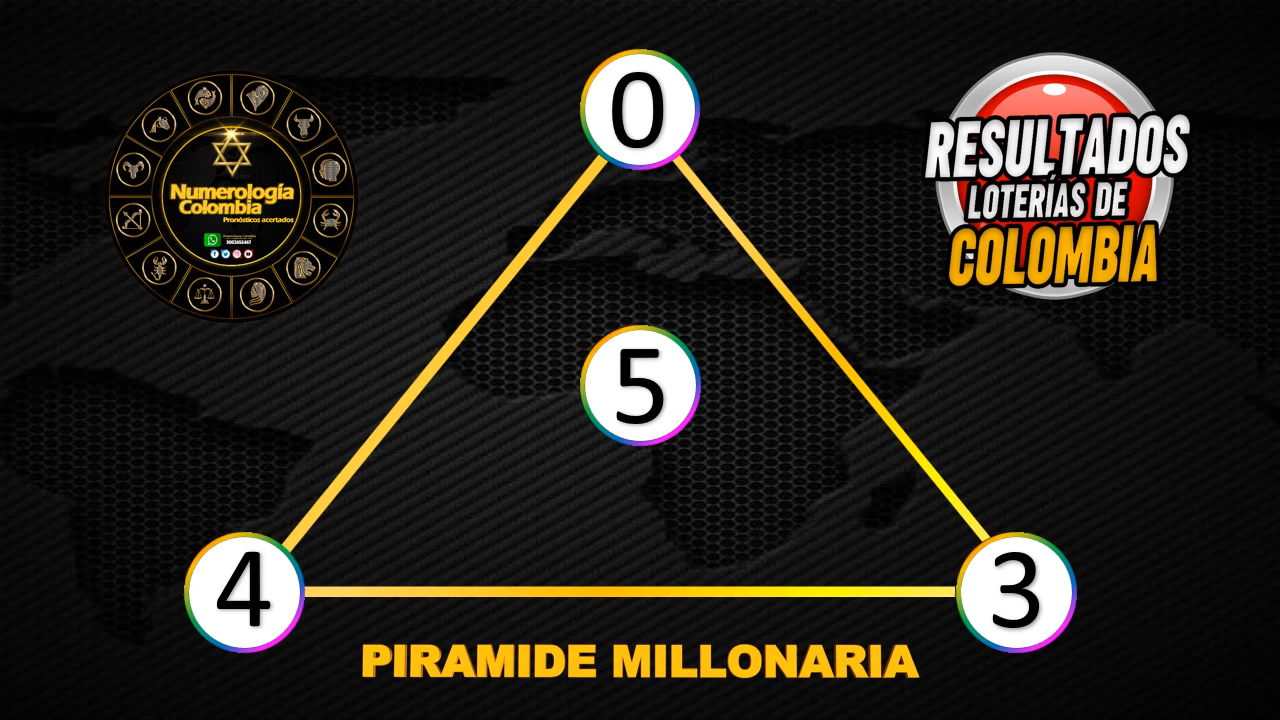 0
RESULTADOS
LOTERÍAS DE
COLOMBIA
Numerología
Colombia
Pronósticos acertados
5
4
3
PIRAMIDE MILLONARIA